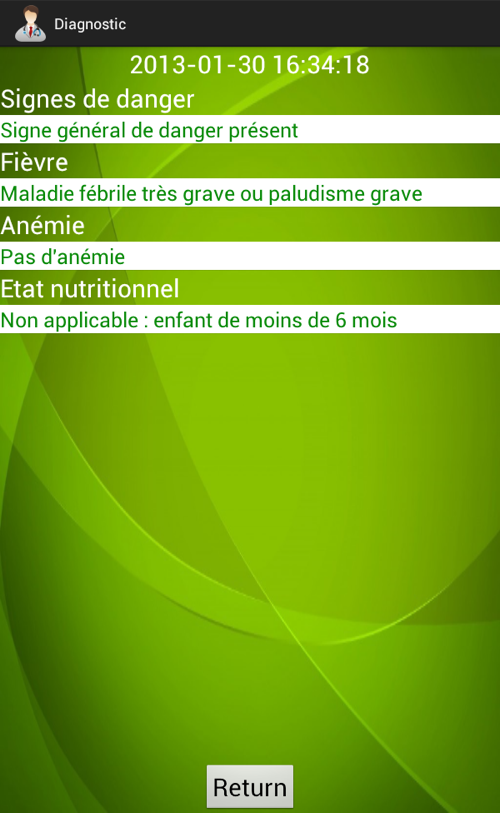 Diagnostic
2013-01-30 16:34:18
Signes de danger
Signe général de danger présent
Fièvre
Maladie fébrile très grave ou paludisme grave
Anémie
Pas d'anémie
Etat nutritionnel
Non applicable : enfant de moins de 6 mois
Return